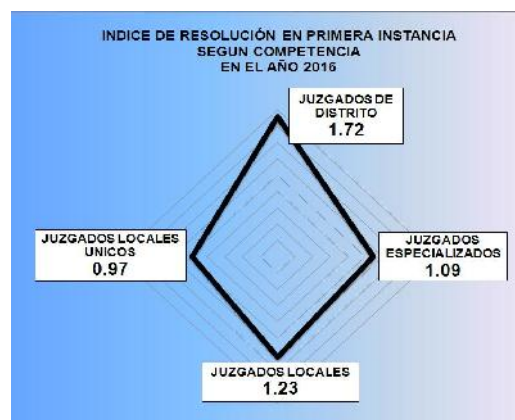 INDICE DE RESOLUCIÓN EN PRIMERA INSTANCIA
SEGUN COMPETENCIA
EN EL AÑO 2016
JUZGADOS DE
DISTRITO
1.72
JUZGADOS LOCALES
UNICOS
0.97
JUZGADOS
ESPECIALIZADOS
1.09
JUZGADOS LOCALES
1.23